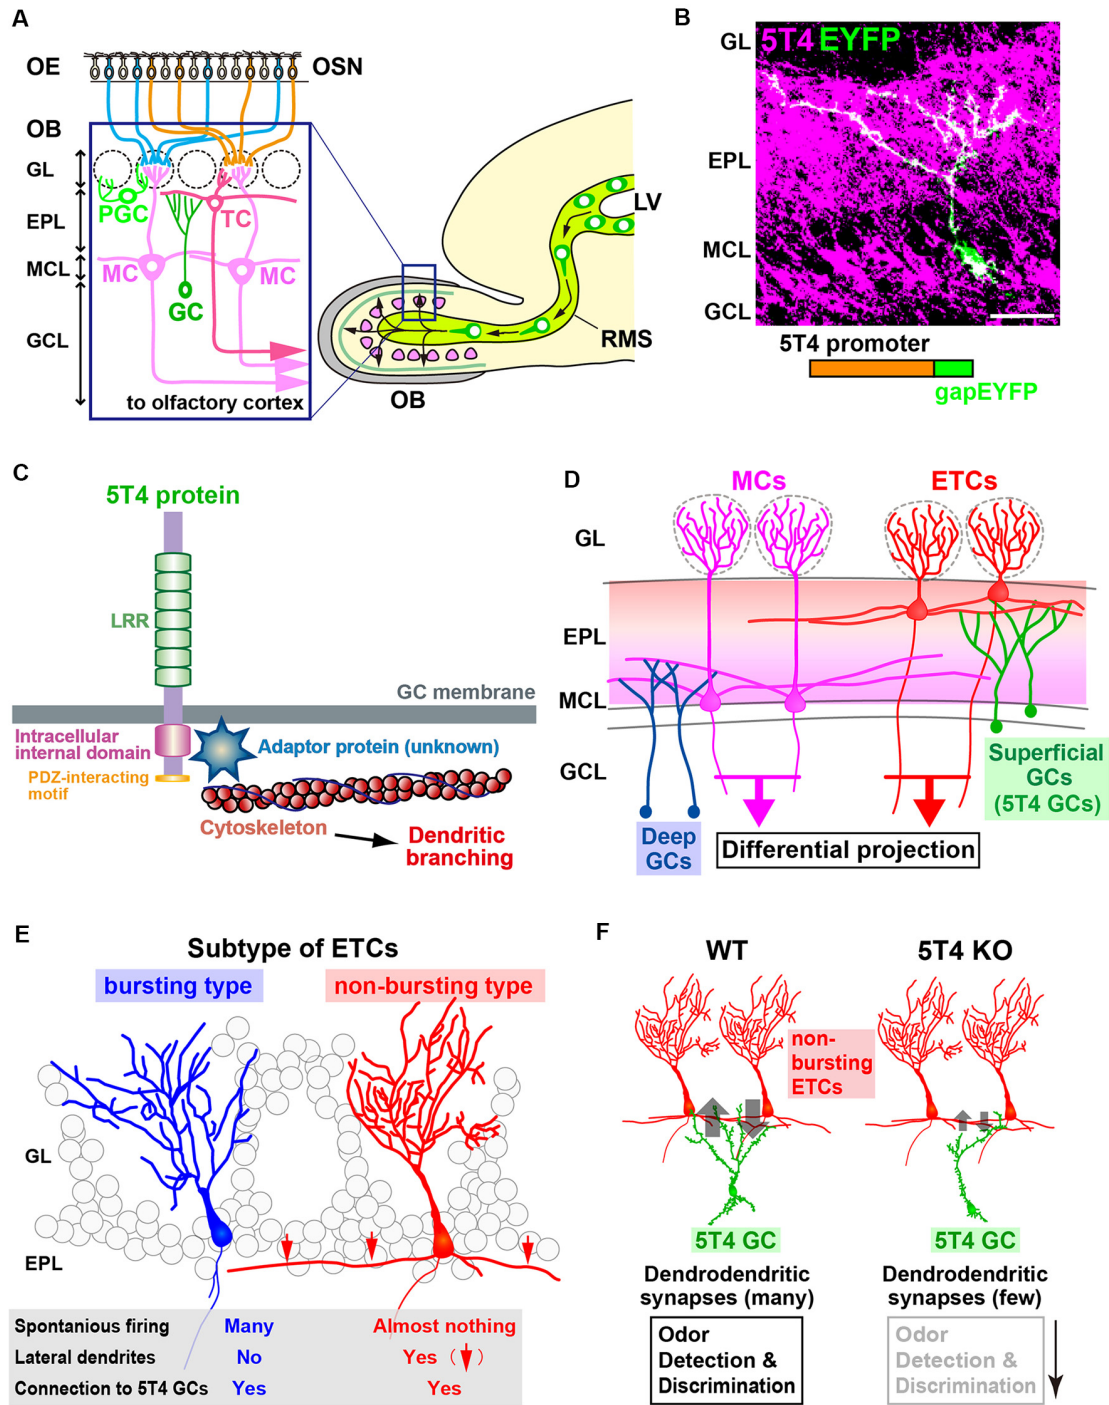 A
OE
OSN
OB
GL
PGC
TC
EPL
MCL
MC
MC
GC
GCL
to olfactory cortex
LV
RMS
OB
B
5T4 EYFP
GL
EPL
MCL
GCL
5T4 promoter
gapEYFP
C
5T4 protein
LRR
GC membrane
Intracellular
internal domain
PDZ-interacting
motif
Adaptor protein (unknown)
Cytoskeleton
Dendritic
branching
D
MCs
ETCs
GL
EPL
MCL
GCL
Deep
GCs
Superficial
GCs
(5T4 GCs)
Differential projection
E
Subtype of ETCs
bursting type
non-bursting type
GL
EPL
Spontanious firing Many Almost nothing
Lateral dendrites No Yes ( )
Connection to 5T4 GCs Yes Yes
F
WT
5T4 KO
non-
bursting
ETCs
5T4 GC
5T4 GC
Dendrodendritic
synapses (many)
Dendrodendritic
synapses (few)
Odor
Detection &
Discrimination
Odor
Detection &
Discrimination